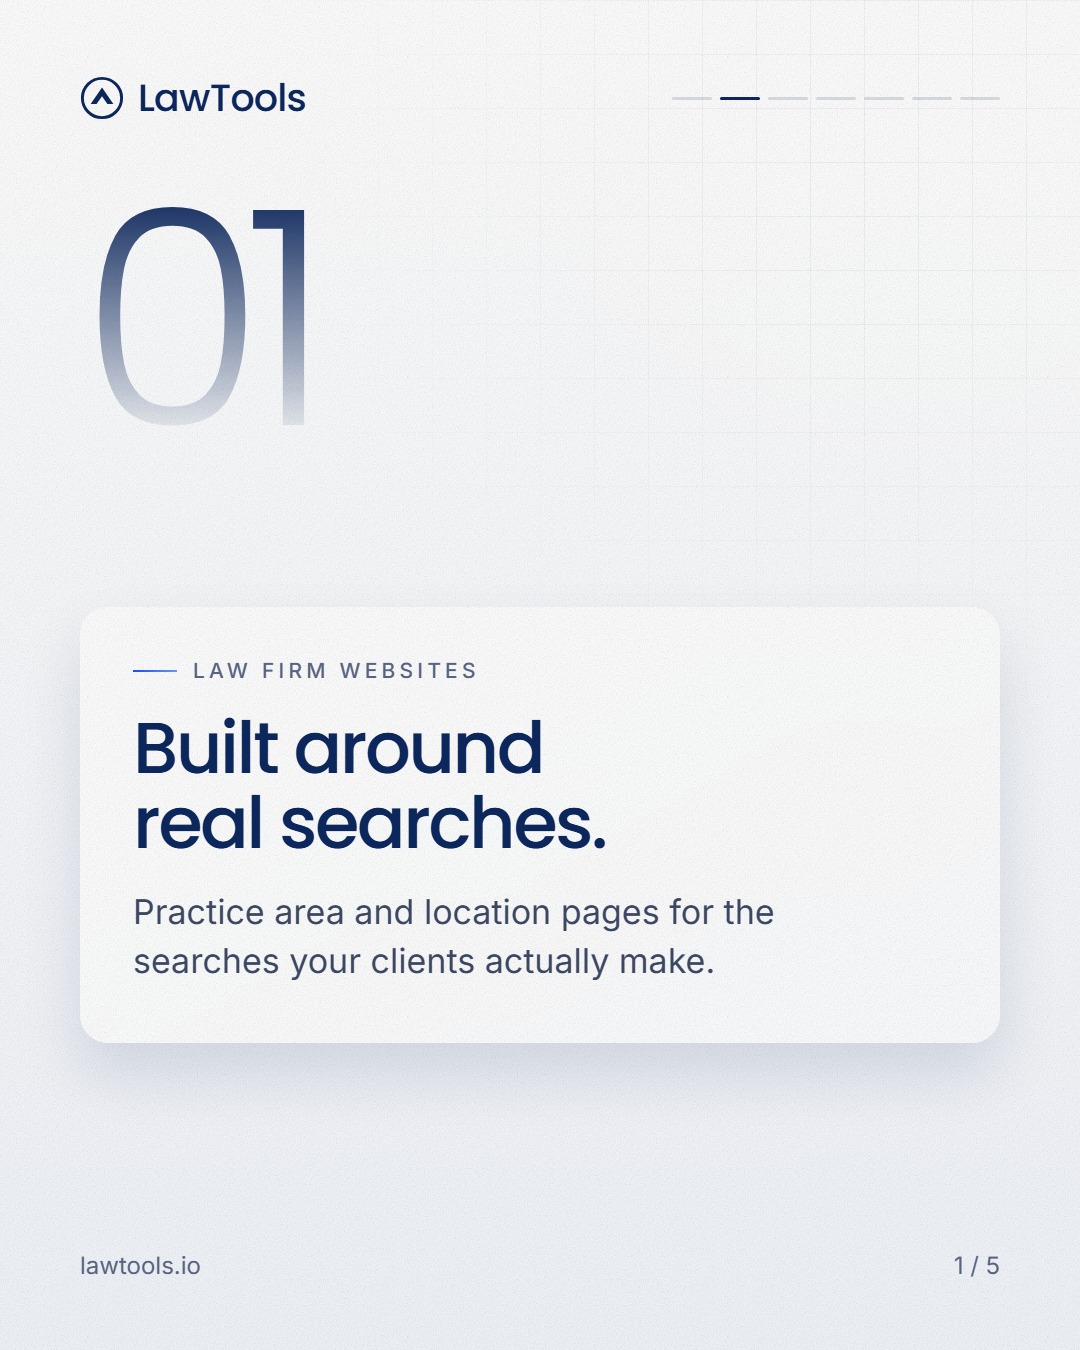 LawTools
01
LAW FIRM WEBSITES
Built around
real searches.
Practice area and location pages for the
searches your clients actually make.
lawtools.io
1 / 5